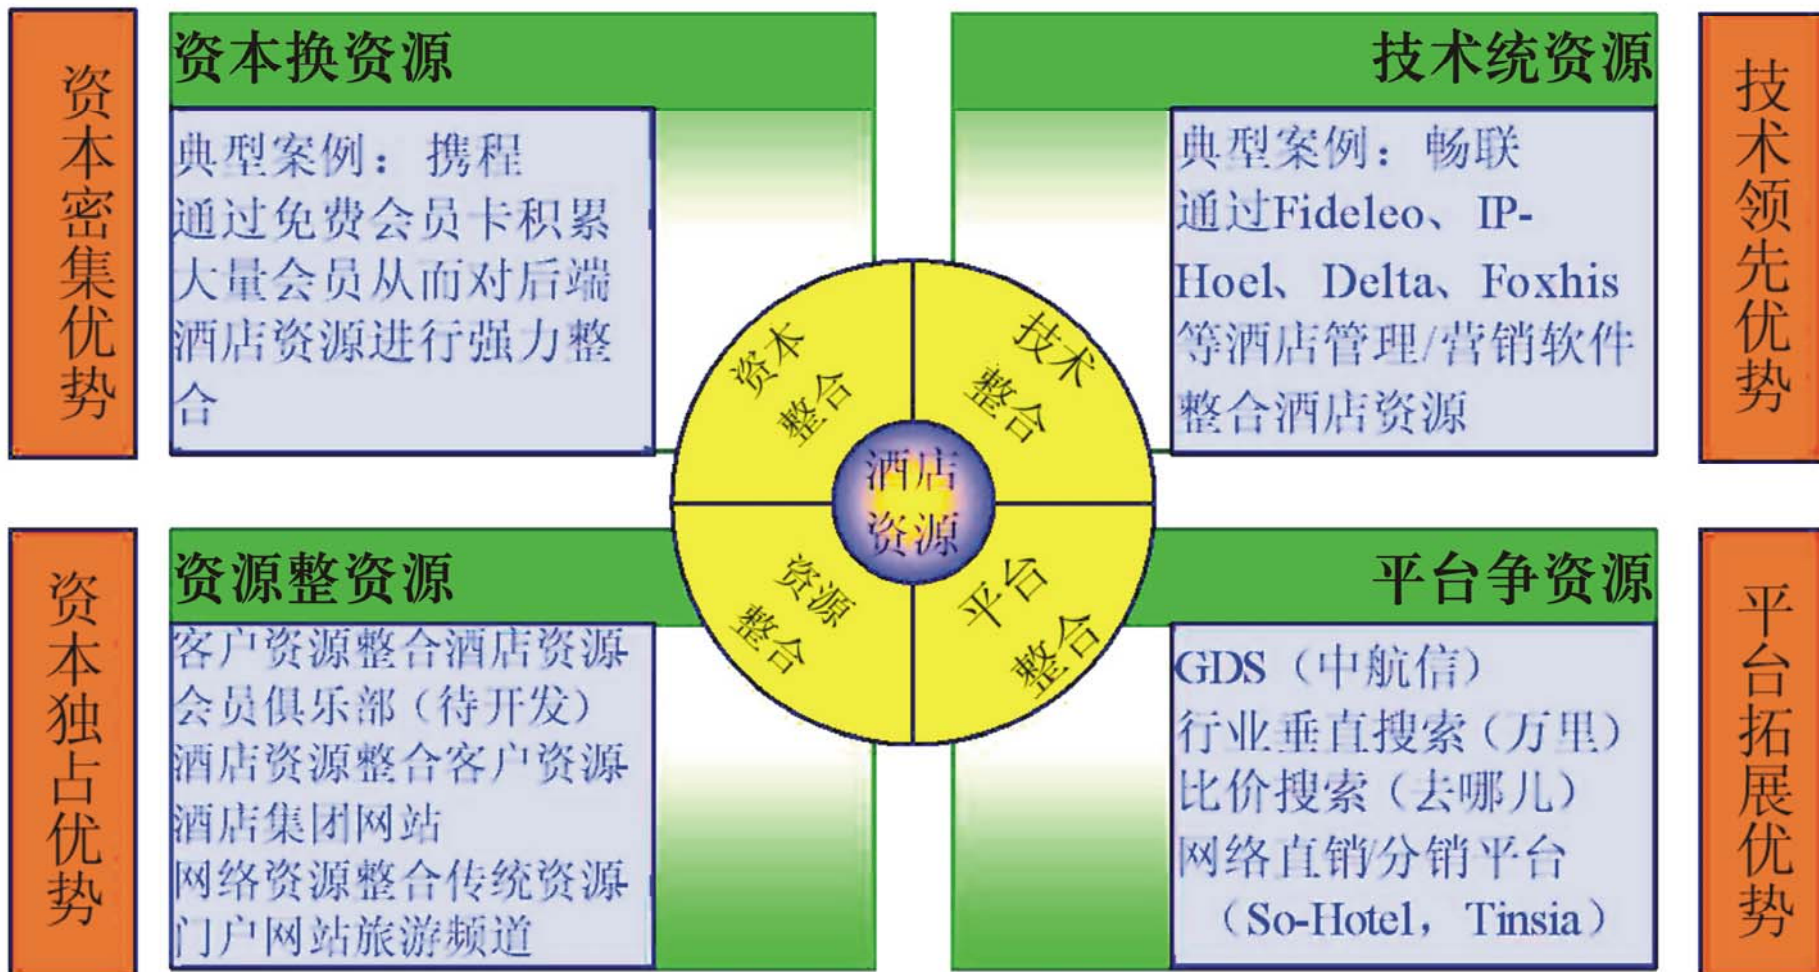 资本密集优势
资本换资源
典型案例：携程
通过免费会员卡积累
大量会员从而对后端
酒店资源进行强力整
合
技术统资源
典型案例：畅联
通过Fideleo、IP-
Hoel、Delta、Foxhis
等酒店管理/营销软件
整合酒店资源
技术领先优势
资本
整合
技术
整合
酒店
资源
资源
整合
平台
整合
资本独占优势
资源整资源
客户资源整合酒店资源-
会员俱乐部（待开发）
酒店资源整合客户资源-
酒店集团网站
网络资源整合传统资源-
门户网站旅游频道
平台争资源
GDS（中航信）
行业垂直搜索（万里）
比价搜索（去哪儿）
网络直销/分销平台
（So-Hotel，Tinsia）
平台拓展优势